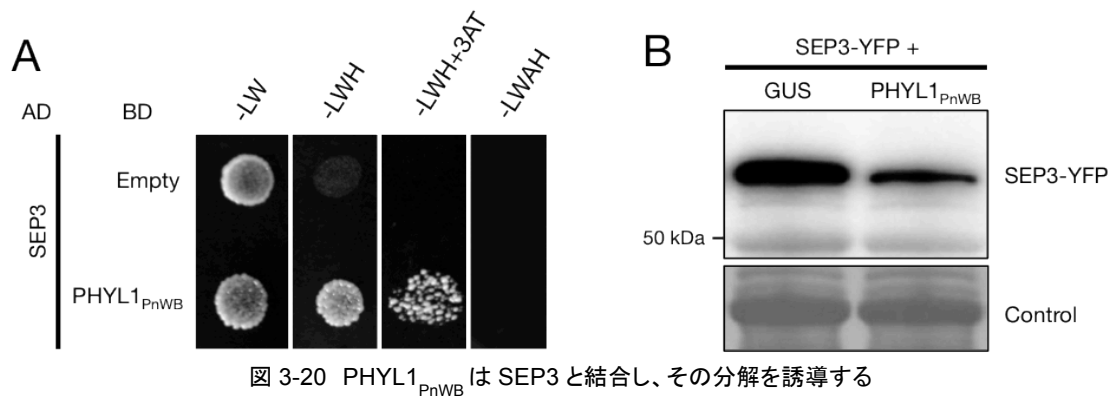 A
AD
BD
-LW
-LWH
-LWH+3AT
-LWAH
SEP3
Empty
PHYL1PnWB
B
SEP3-YFP +
GUS
PHYL1PnWB
SEP3-YFP
50 kDa
Control
図 3-20 PHYL1PnWB は SEP3 と結合し、その分解を誘導する